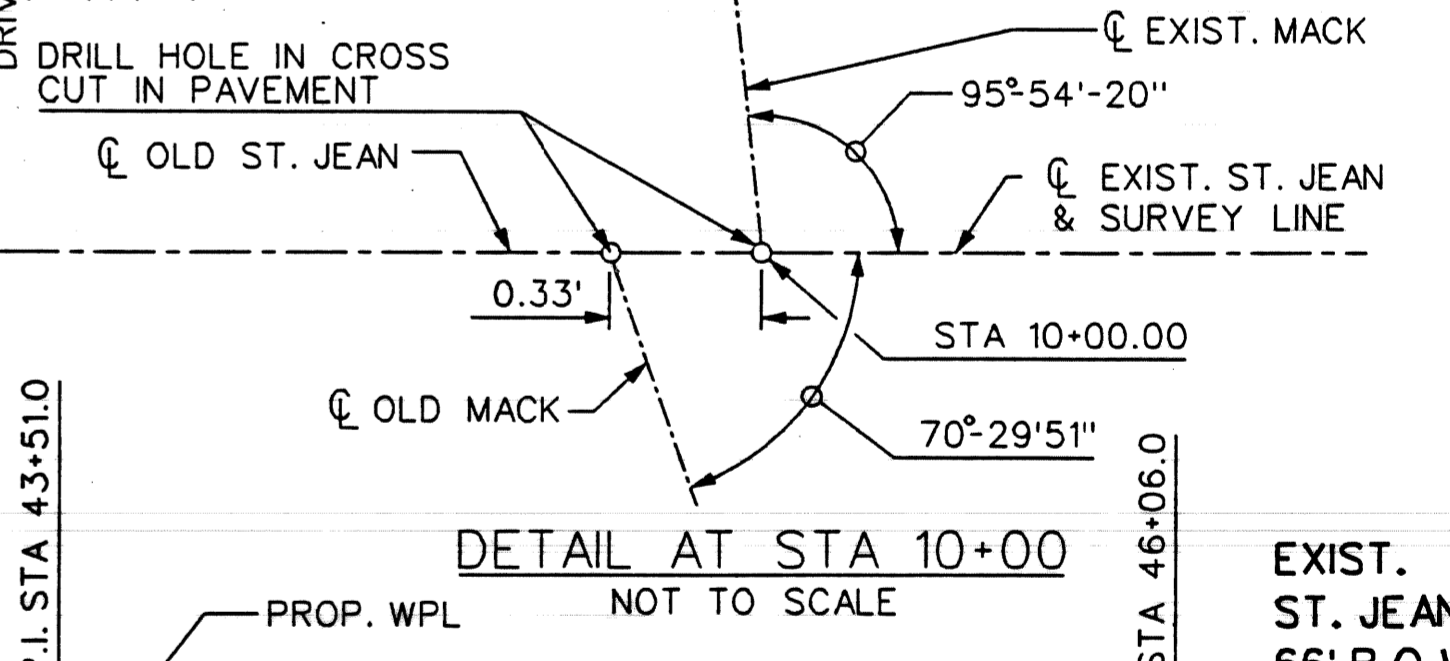 DRILL HOLE IN CROSS
CUT IN PAVEMENT
℄ EXIST. MACK
95°-54'-20"
℄ OLD ST. JEAN
℄ EXIST. ST. JEAN
& SURVEY LINE
0.33'
STA 10+00.00
℄ OLD MACK
70°-29'51"
P.I. STA 43+51.0
STA 46+06.0
DETAIL AT STA 10+00
NOT TO SCALE
PROP. WPL
EXIST.
ST. JEAN